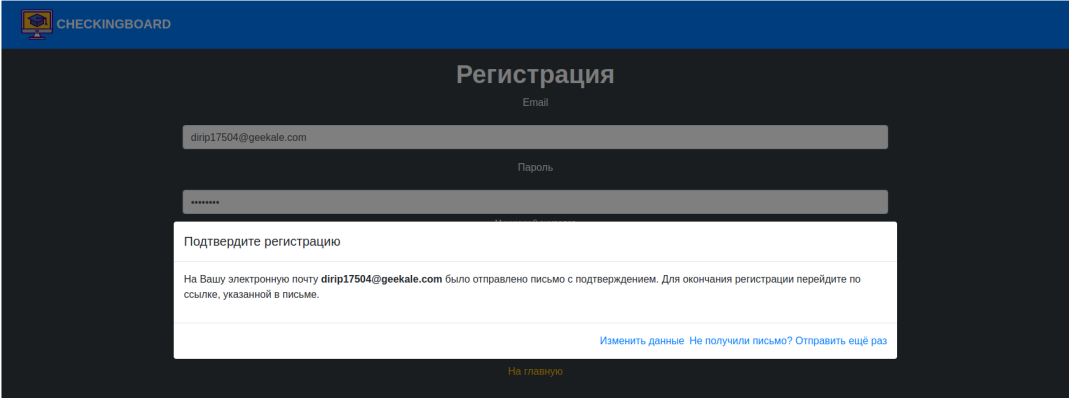 CHECKINGBOARD
Регистрация
Email
dirip17504@geekale.com
Пароль
••••••••
Подтвердите регистрацию
На Вашу электронную почту dirip17504@geekale.com было отправлено письмо с подтверждением. Для окончания регистрации перейдите по
ссылке, указанной в письме.
Изменить данные Не получили письмо? Отправить ещё раз
На главную